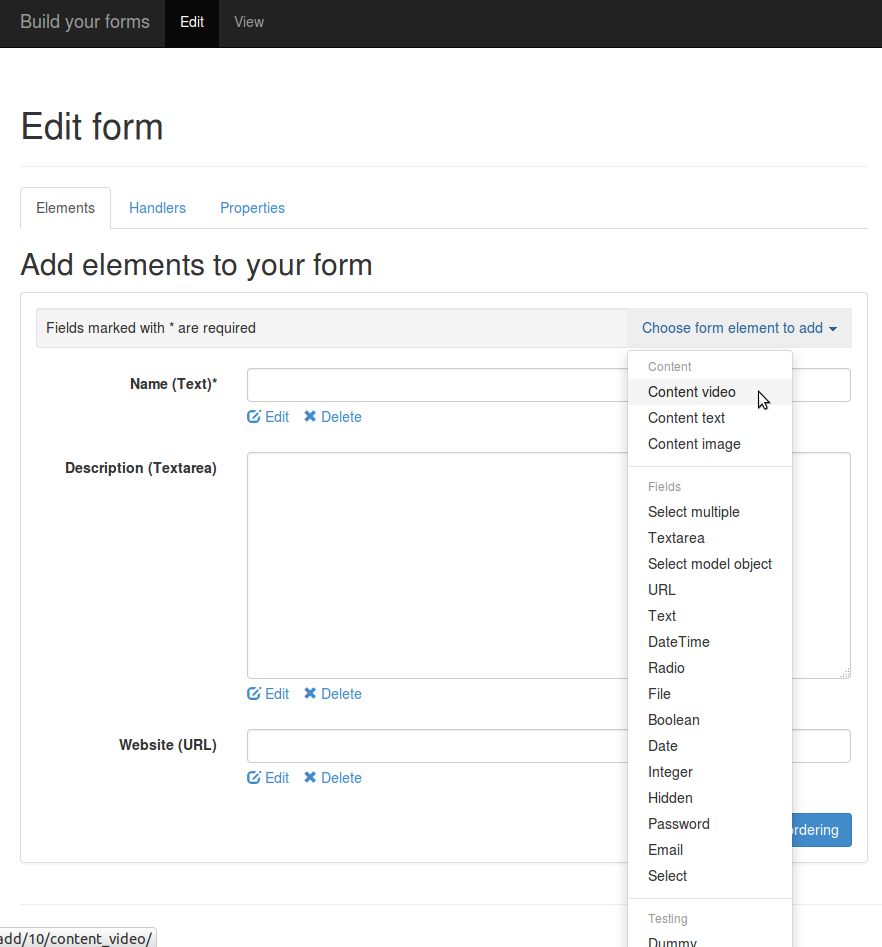 Build your forms Edit View
Edit form
Elements Handlers Properties
Add elements to your form
Fields marked with * are required
Choose form element to add
Name (Text)*
Edit Delete
Description (Textarea)
Edit Delete
Website (URL)
Edit Delete
ordering
Content
Content video
Content text
Content image
Fields
Select multiple
Textarea
Select model object
URL
Text
DateTime
Radio
File
Boolean
Date
Integer
Hidden
Password
Email
Select
Testing
Dummy
add/10/content_video/